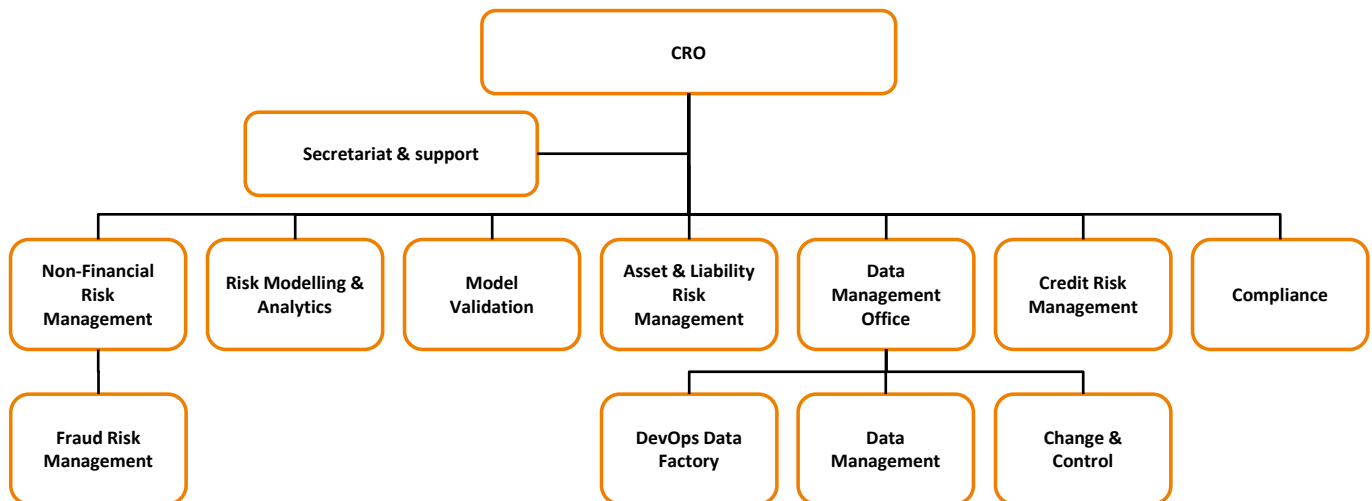 CRO
Secretariat & support
Non-Financial
Risk
Management
Risk Modelling &
Analytics
Model
Validation
Asset & Liability
Risk
Management
Data
Management
Office
Credit Risk
Management
Compliance
Fraud Risk
Management
DevOps Data
Factory
Data
Management
Change &
Control